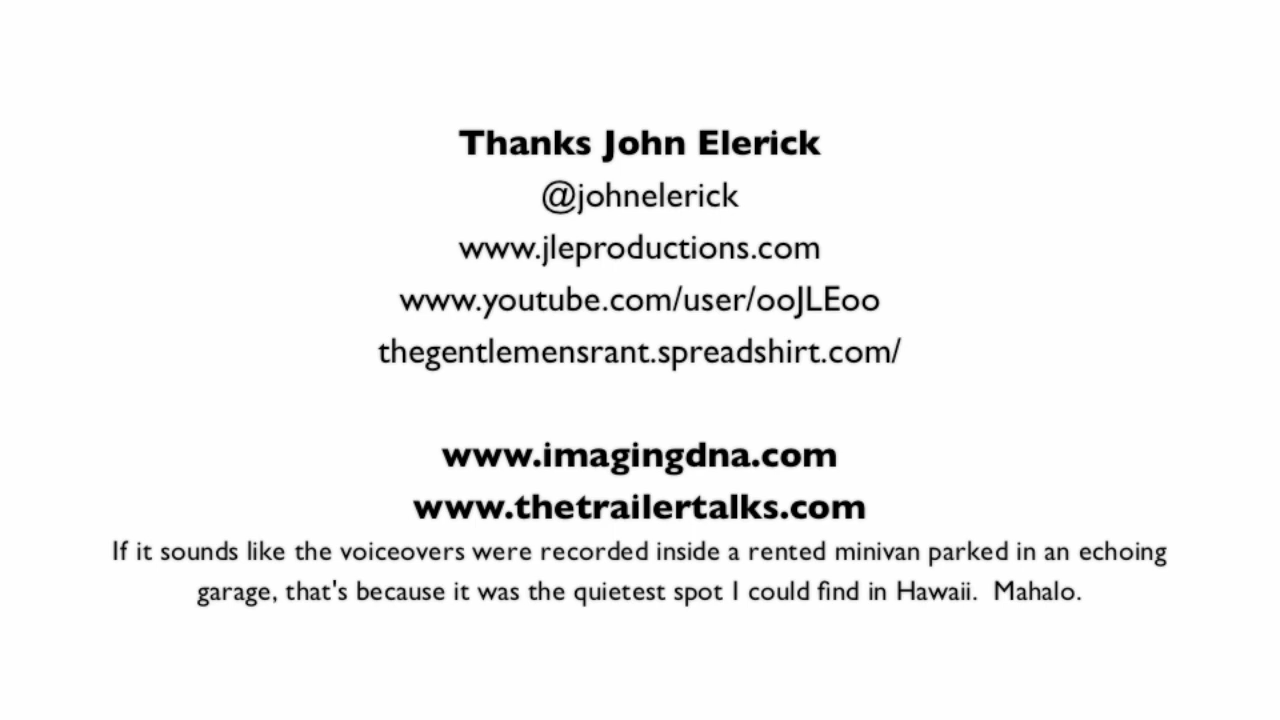 Thanks John Elerick
@johnelerick
www.jleproductions.com
www.youtube.com/user/ooJLEoo
thegentlemensrant.spreadshirt.com/
www.imagingdna.com
www.thetrailertalks.com
If it sounds like the voiceovers were recorded inside a rented minivan parked in an echoing
garage, that's because it was the quietest spot I could find in Hawaii.  Mahalo.